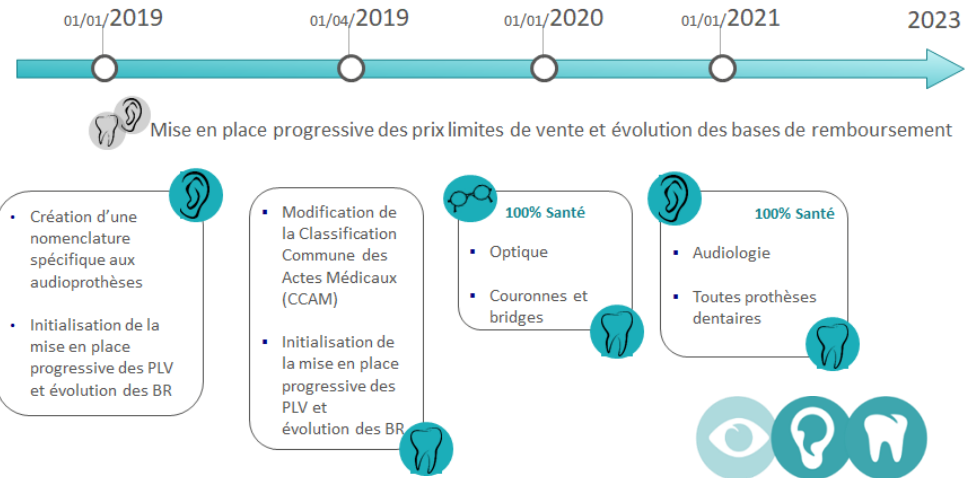 01/01/2019
01/04/2019
01/01/2020
01/01/2021
2023
Mise en place progressive des prix limites de vente et évolution des bases de remboursement
• Création d'une
nomenclature
spécifique aux
audioprothèses
• Initialisation de la
mise en place
progressive des PLV
et évolution des BR
▪ Modification de
la Classification
Commune des
Actes Médicaux
(CCAM)
▪ Initialisation de
la mise en place
progressive des
PLV et
évolution des BR
100% Santé
▪ Optique
▪ Couronnes et
bridges
100% Santé
▪ Audiologie
▪ Toutes prothèses
dentaires